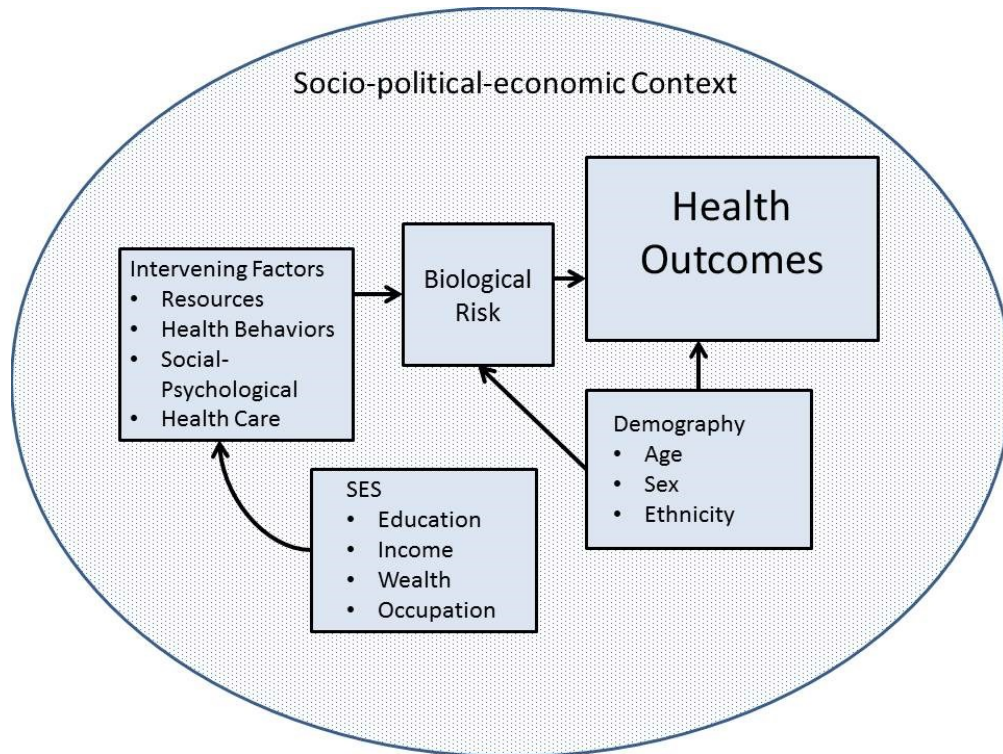 Socio-political-economic Context
Health
Outcomes
Intervening Factors
• Resources
• Health Behaviors
• Social-
Psychological
• Health Care
Biological
Risk
Demography
• Age
• Sex
• Ethnicity
SES
• Education
• Income
• Wealth
• Occupation